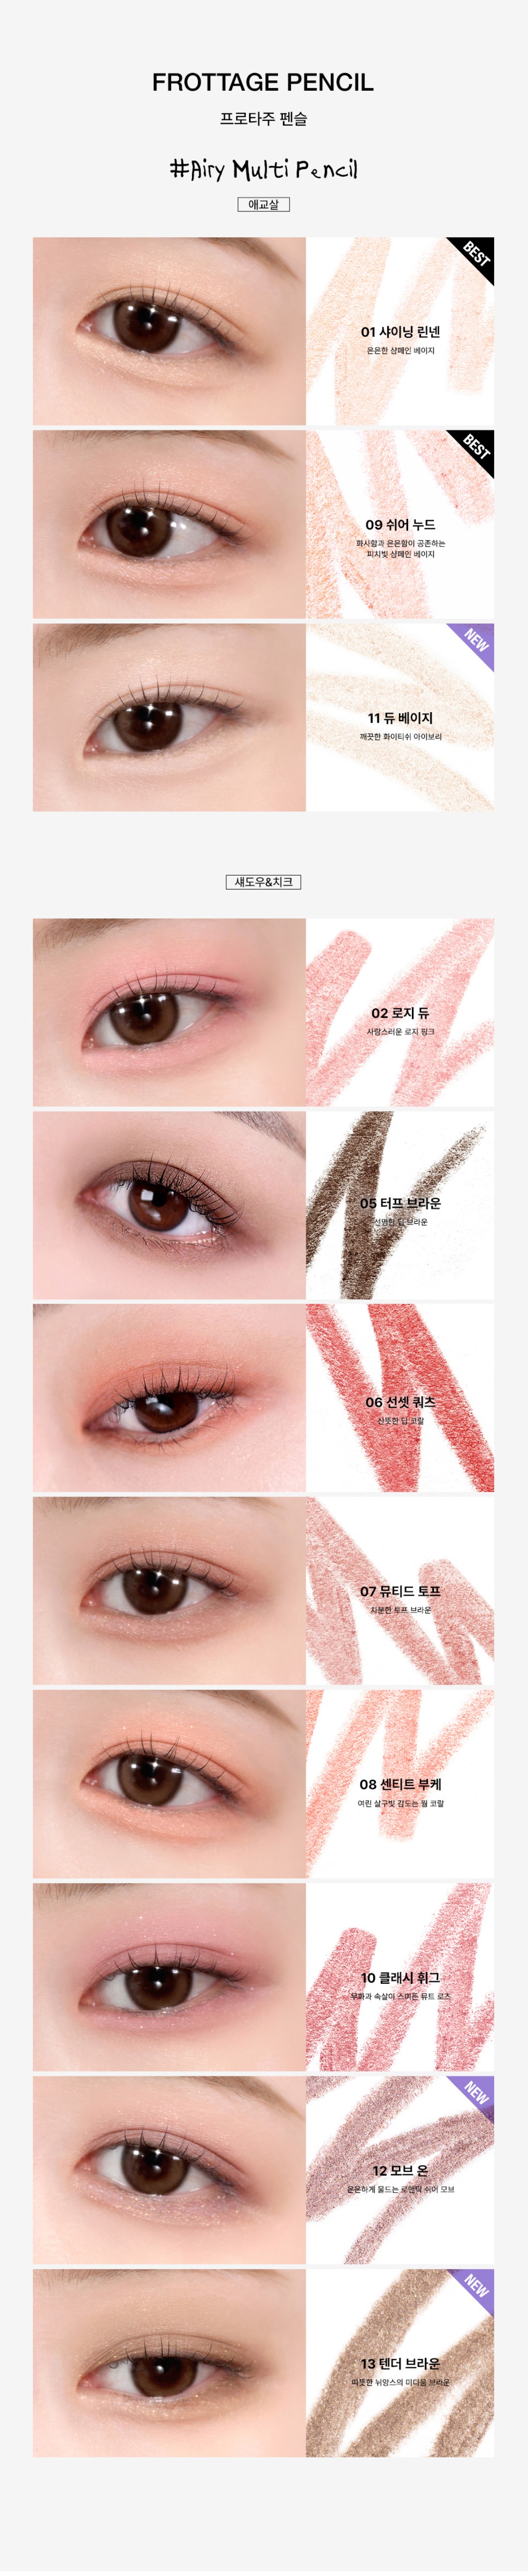 FROTTAGE PENCIL
프로타주 펜슬
#Airy Multi Pencil
애교살
BEST
01 샤이닝 린넨
은은한 샴페인 베이지
BEST
09 쉬어 누드
화사함과 은은함이 공존하는
피치빛 샴페인 베이지
NEW
11 듀 베이지
깨끗한 화이티쉬 아이보리
섀도우&치크
02 로지 듀
사랑스러운 로지 핑크
05 터프 브라운
선명한 딥 브라운
06 선셋 쿼츠
산뜻한 딥 코랄
07 뮤티드 토프
차분한 토프 브라운
08 센티드 부케
여린 살구빛 감도는 웜 코랄
10 클래시 휘그
무화과 속살이 스며든 뮤트 로즈
NEW
12 모브 온
은은하게 물드는 로맨틱 쉬어 모브
NEW
13 텐더 브라운
따뜻한 뉘앙스의 미디움 브라운